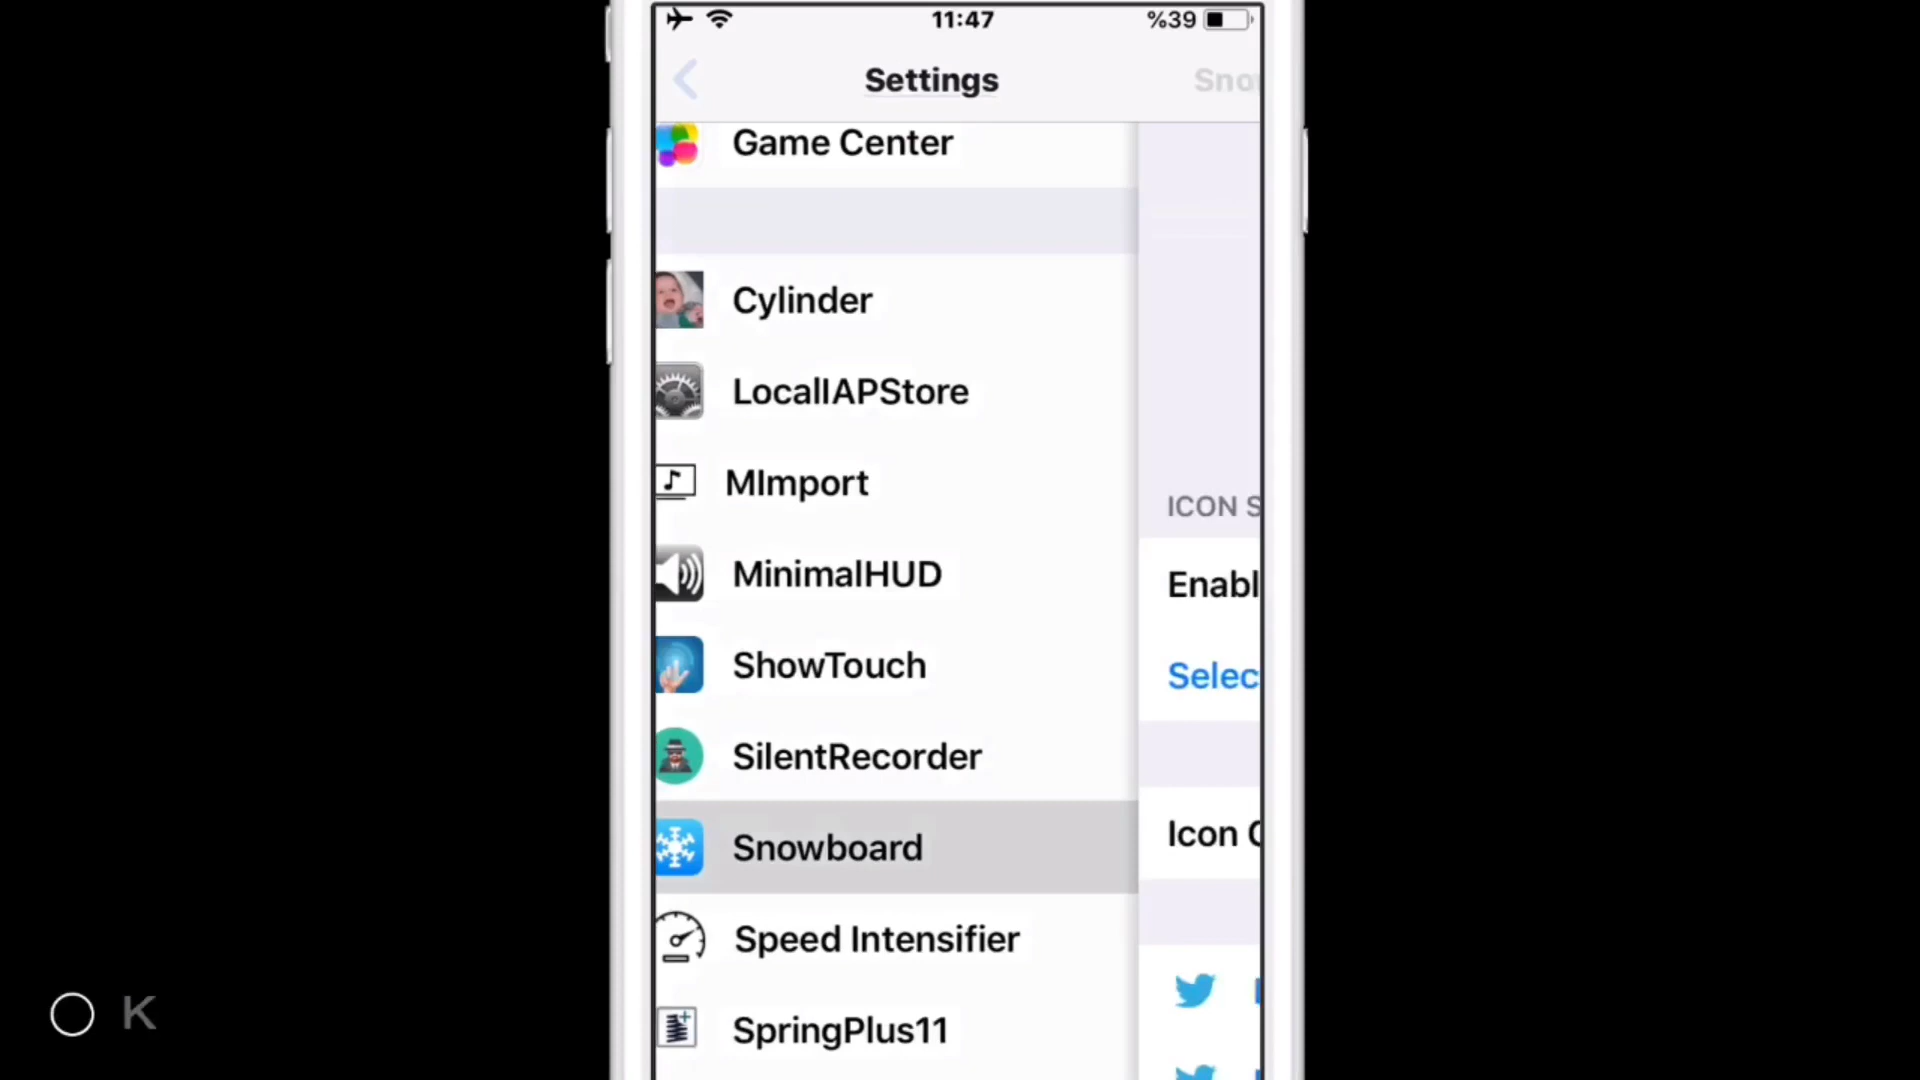 11:47
%39
Settings
Sno
Game Center
Cylinder
LocalIAPStore
MImport
ICON S
MinimalHUD
Enabl
ShowTouch
Selec
SilentRecorder
Snowboard
Icon
Speed Intensifier
SpringPlus11
K